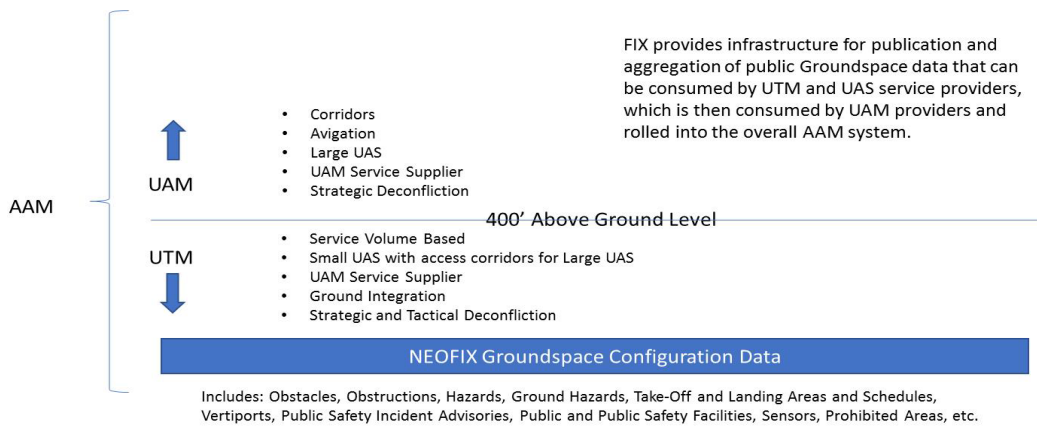 FIX provides infrastructure for publication and
aggregation of public Groundspace data that can
be consumed by UTM and UAS service providers,
which is then consumed by UAM providers and
rolled into the overall AAM system.
AAM
UAM
• Corridors
• Avigation
• Large UAS
• UAM Service Supplier
• Strategic Deconfliction
400’ Above Ground Level
UTM
• Service Volume Based
• Small UAS with access corridors for Large UAS
• UAM Service Supplier
• Ground Integration
• Strategic and Tactical Deconfliction
NEOFIX Groundspace Configuration Data
Includes: Obstacles, Obstructions, Hazards, Ground Hazards, Take-Off and Landing Areas and Schedules,
Vertiports, Public Safety Incident Advisories, Public and Public Safety Facilities, Sensors, Prohibited Areas, etc.